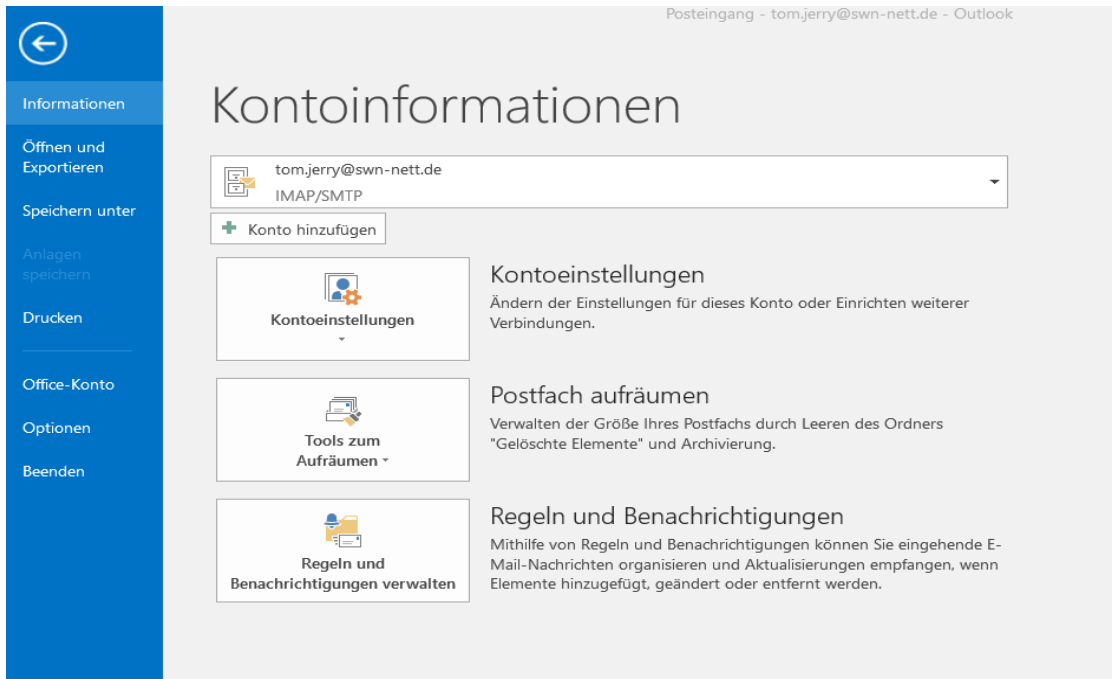 Posteingang - tom.jerry@swn-nett.de - Outlook
Informationen
Öffnen und
Exportieren
Speichern unter
Anlagen
speichern
Drucken
Office-Konto
Optionen
Beenden
Kontoinformationen
tom.jerry@swn-nett.de
IMAP/SMTP
Konto hinzufügen
Kontoeinstellungen
Kontoeinstellungen
Ändern der Einstellungen für dieses Konto oder Einrichten weiterer
Verbindungen.
Tools zum
Aufräumen
Postfach aufräumen
Verwalten der Größe Ihres Postfachs durch Leeren des Ordners
"Gelöschte Elemente" und Archivierung.
Regeln und
Benachrichtigungen verwalten
Regeln und Benachrichtigungen
Mithilfe von Regeln und Benachrichtigungen können Sie eingehende E-
Mail-Nachrichten organisieren und Aktualisierungen empfangen, wenn
Elemente hinzugefügt, geändert oder entfernt werden.